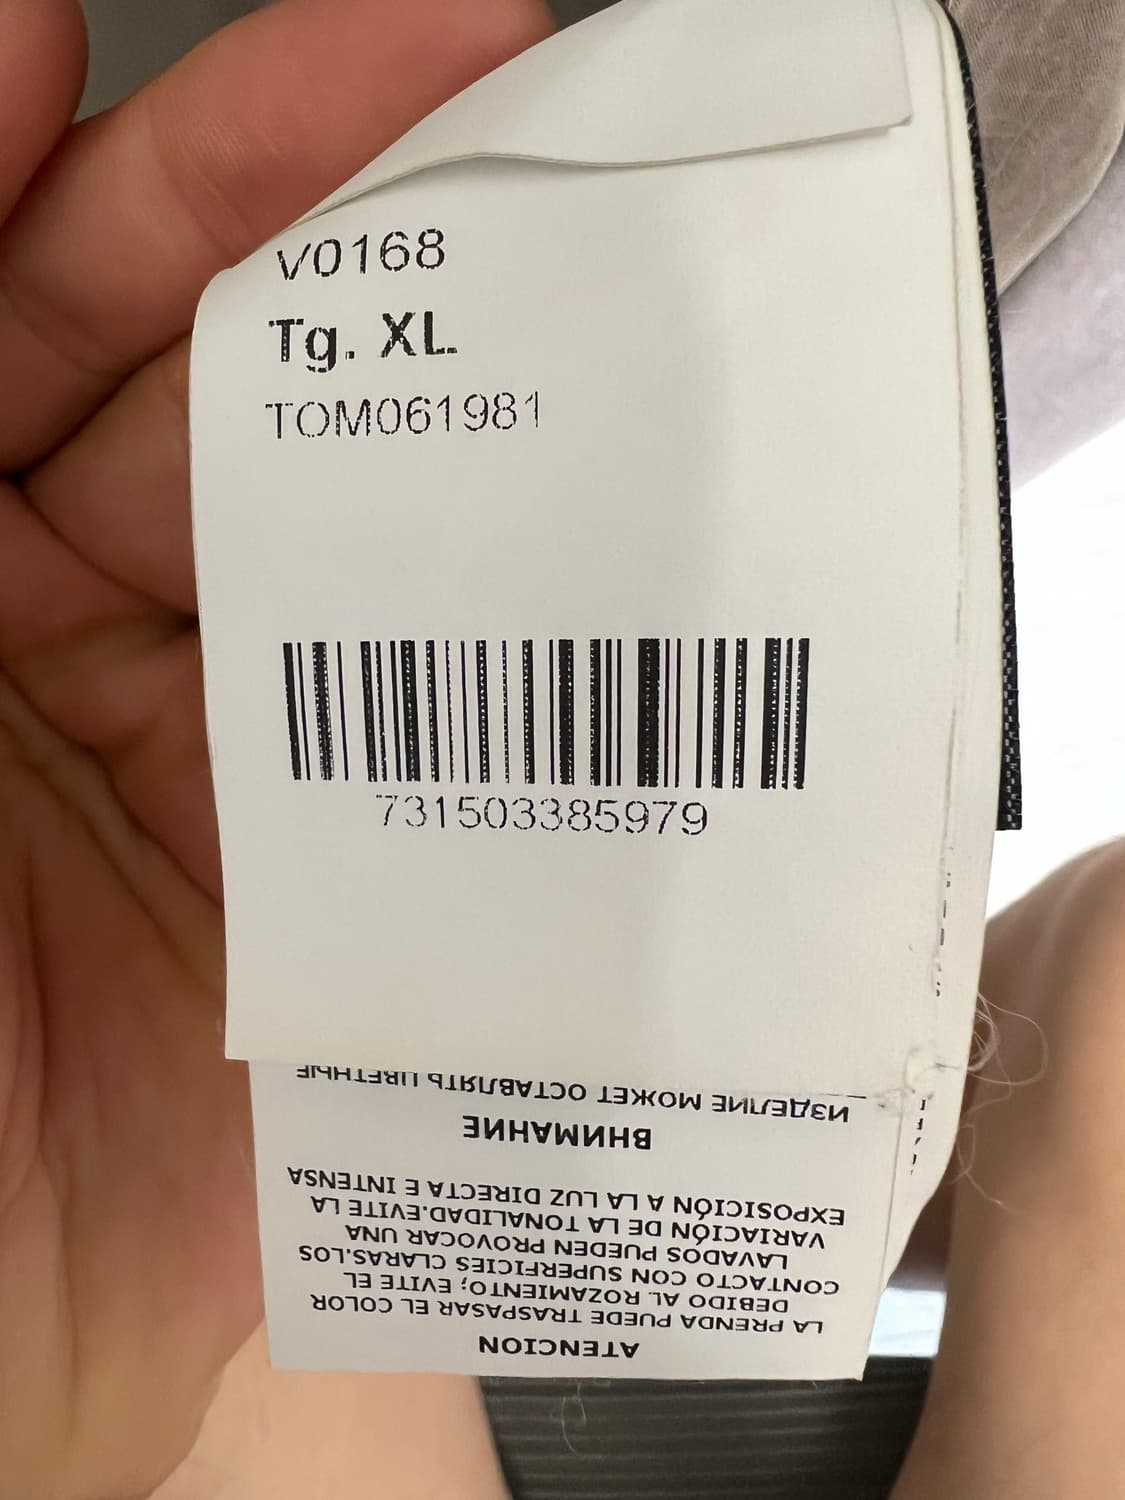 V0168
Tg. XL
TOM061981
731503385979
ATENCION
LA PRENDA PUEDE TRASPASAR EL COLOR
DEBIDO AL ROZAMIENTO; EVITE EL
CONTACTO CON SUPERFICIES CLARAS.LOS
LAVADOS PUEDEN PROVOCAR UNA
VARIACIÓN DE LA TONALIDAD.EVITE LA
EXPOSICIÓN A LA LUZ DIRECTA E INTENSA
ВНИМАНИЕ
ИЗДЕЛИЕ МОЖЕТ ОСТАВЛЯТЬ ЦВЕТНЫЕ